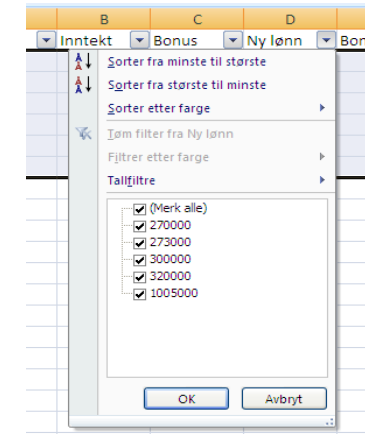 B C D
Inntekt Bonus Ny lønn Bon
Sorter fra minste til største
Sorter fra største til minste
Sorter etter farge
Tøm filter fra Ny lønn
Filtrer etter farge
Tallfiltre
(Merk alle)
270000
273000
300000
320000
1005000
OK Avbryt